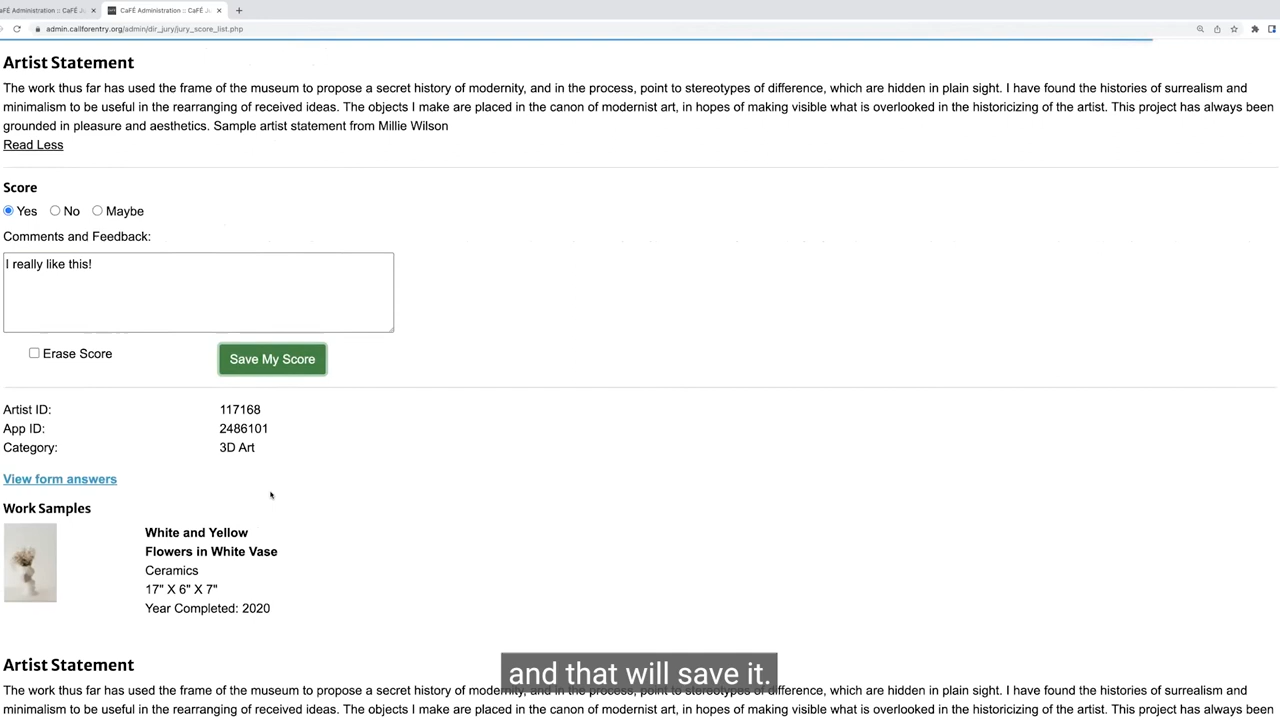 aFÉ Administration :: CaFÉ J
CaFÉ Administration :: CaFÉ J
admin.callforentry.org/admin/dir_jury/jury_score_list.php
Artist Statement
The work thus far has used the frame of the museum to propose a secret history of modernity, and in the process, point to stereotypes of difference, which are hidden in plain sight. I have found the histories of surrealism and
minimalism to be useful in the rearranging of received ideas. The objects I make are placed in the canon of modernist art, in hopes of making visible what is overlooked in the historicizing of the artist. This project has always been
grounded in pleasure and aesthetics. Sample artist statement from Millie Wilson
Read Less
Score
Yes No Maybe
Comments and Feedback:
I really like this!
Erase Score Save My Score
Artist ID: 117168
App ID: 2486101
Category: 3D Art
View form answers
Work Samples
White and Yellow
Flowers in White Vase
Ceramics
17" X 6" X 7"
Year Completed: 2020
Artist Statement
and that will save it.
The work thus far has used the frame of the museum to propose a secret history of modernity, and in the process, point to stereotypes of difference, which are hidden in plain sight. I have found the histories of surrealism and
minimalism to be useful in the rearranging of received ideas. The objects I make are placed in the canon of modernist art, in hopes of making visible what is overlooked in the historicizing of the artist. This project has always been